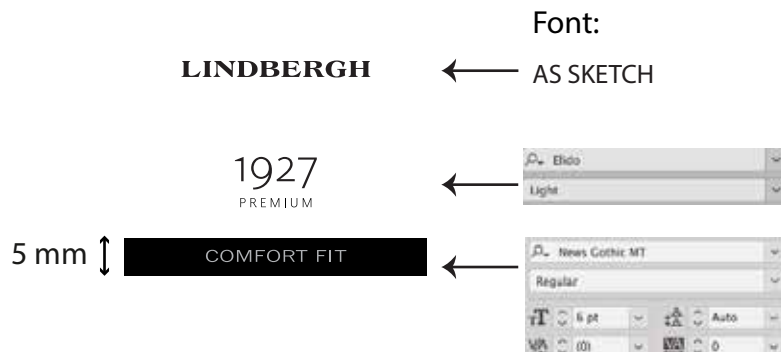 Font:
LINDBERGH
AS SKETCH
1927
PREMIUM
Elido
Light
5 mm
COMFORT FIT
News Gothic MT
Regular
6 pt
Auto
(0)
0